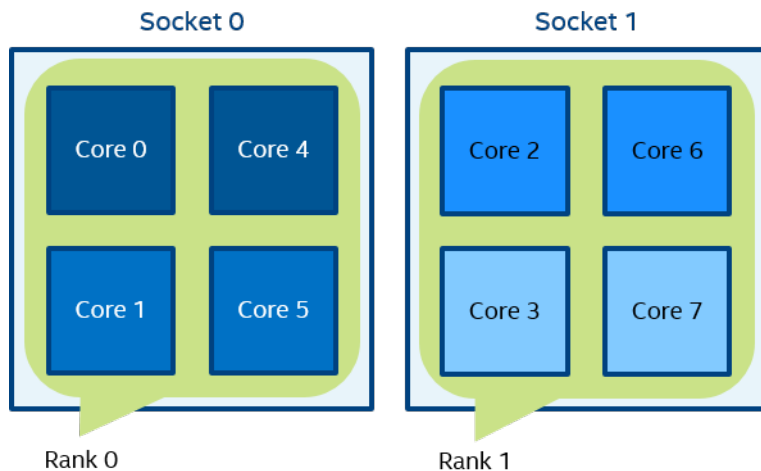 Socket 0
Socket 1
Core 0
Core 4
Core 2
Core 6
Core 1
Core 5
Core 3
Core 7
Rank 0
Rank 1